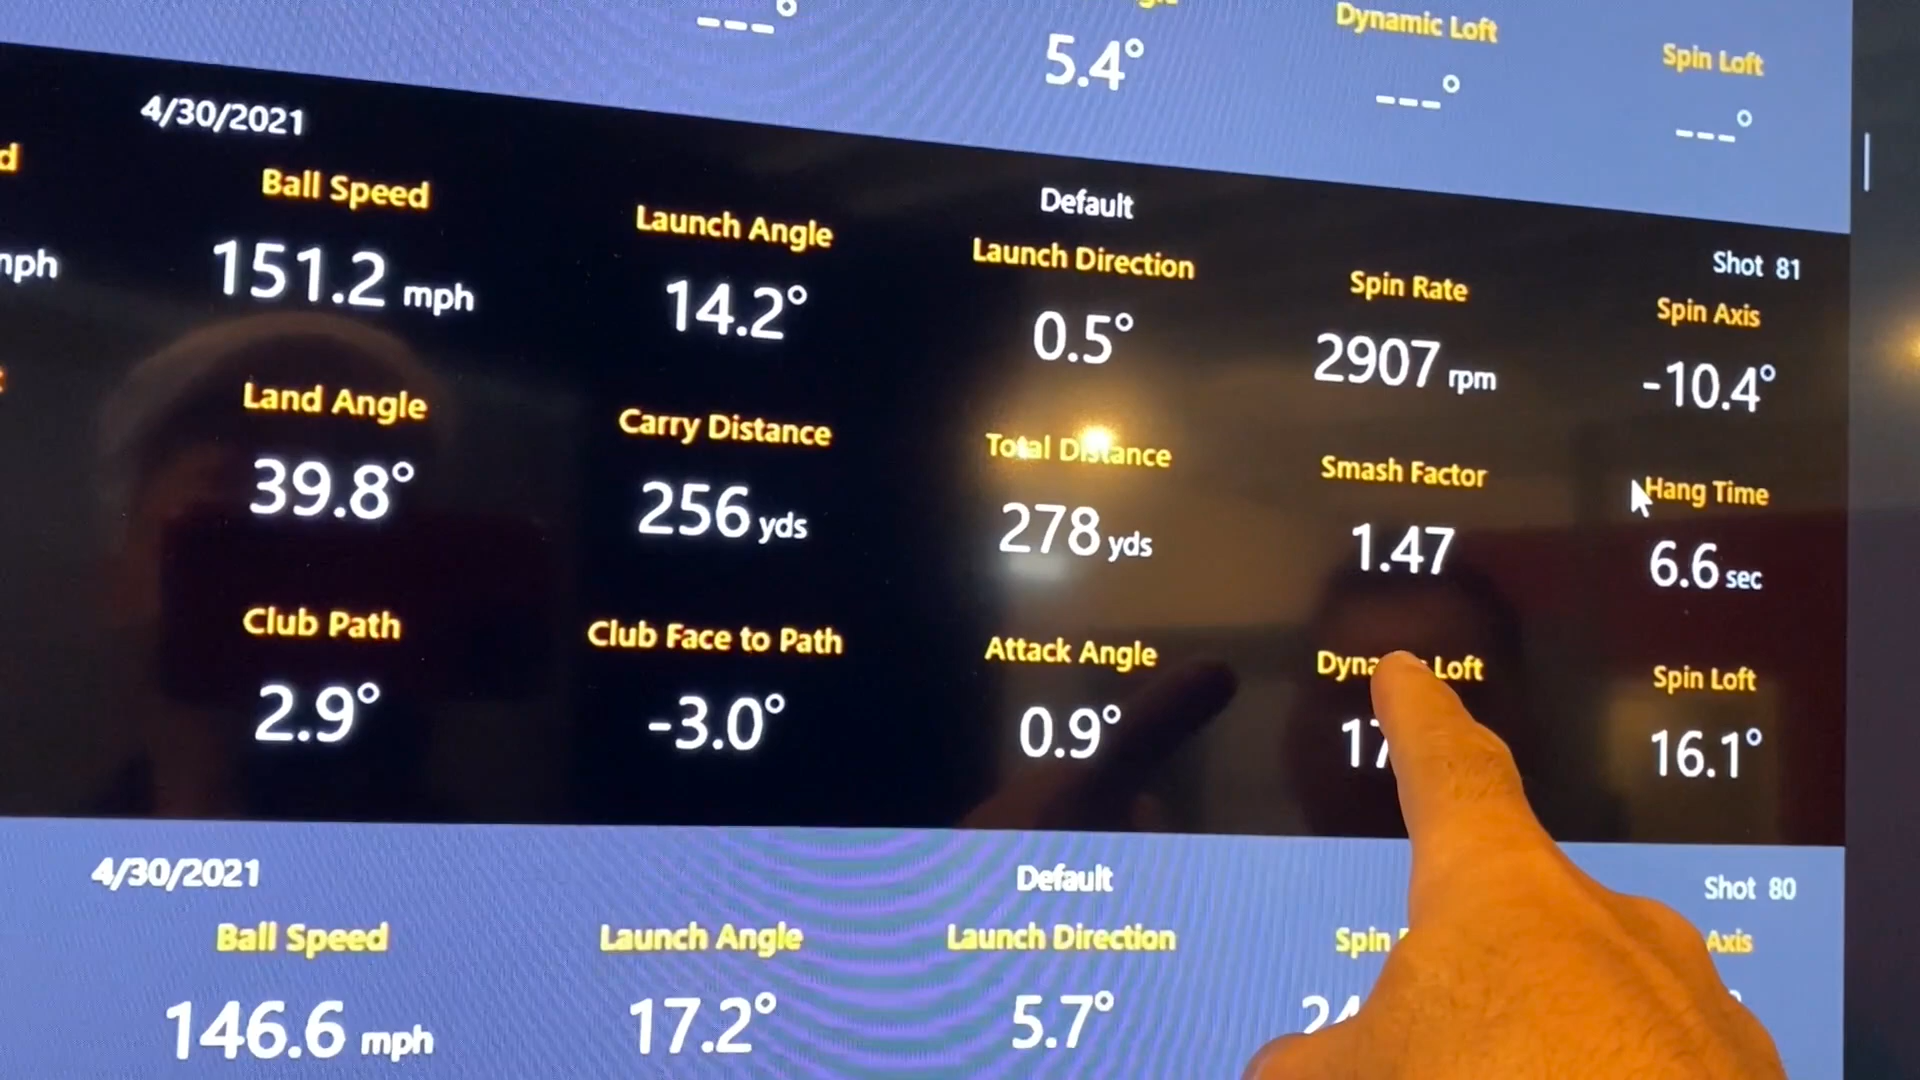 Dynamic Loft
Spin Loft
---° 5.4° ---° ---°
4/30/2021 Default Shot 81
Ball Speed Launch Angle Launch Direction Spin Rate Spin Axis
mph 151.2 mph 14.2° 0.5° 2907 rpm -10.4°
Land Angle Carry Distance Total Distance Smash Factor Hang Time
39.8° 256 yds 278 yds 1.47 6.6 sec
Club Path Club Face to Path Attack Angle Loft Spin Loft
2.9° -3.0° 0.9° 16.1°
4/30/2021 Default Shot 80
Ball Speed Launch Angle Launch Direction Spin Axis
146.6 mph 17.2° 5.7°